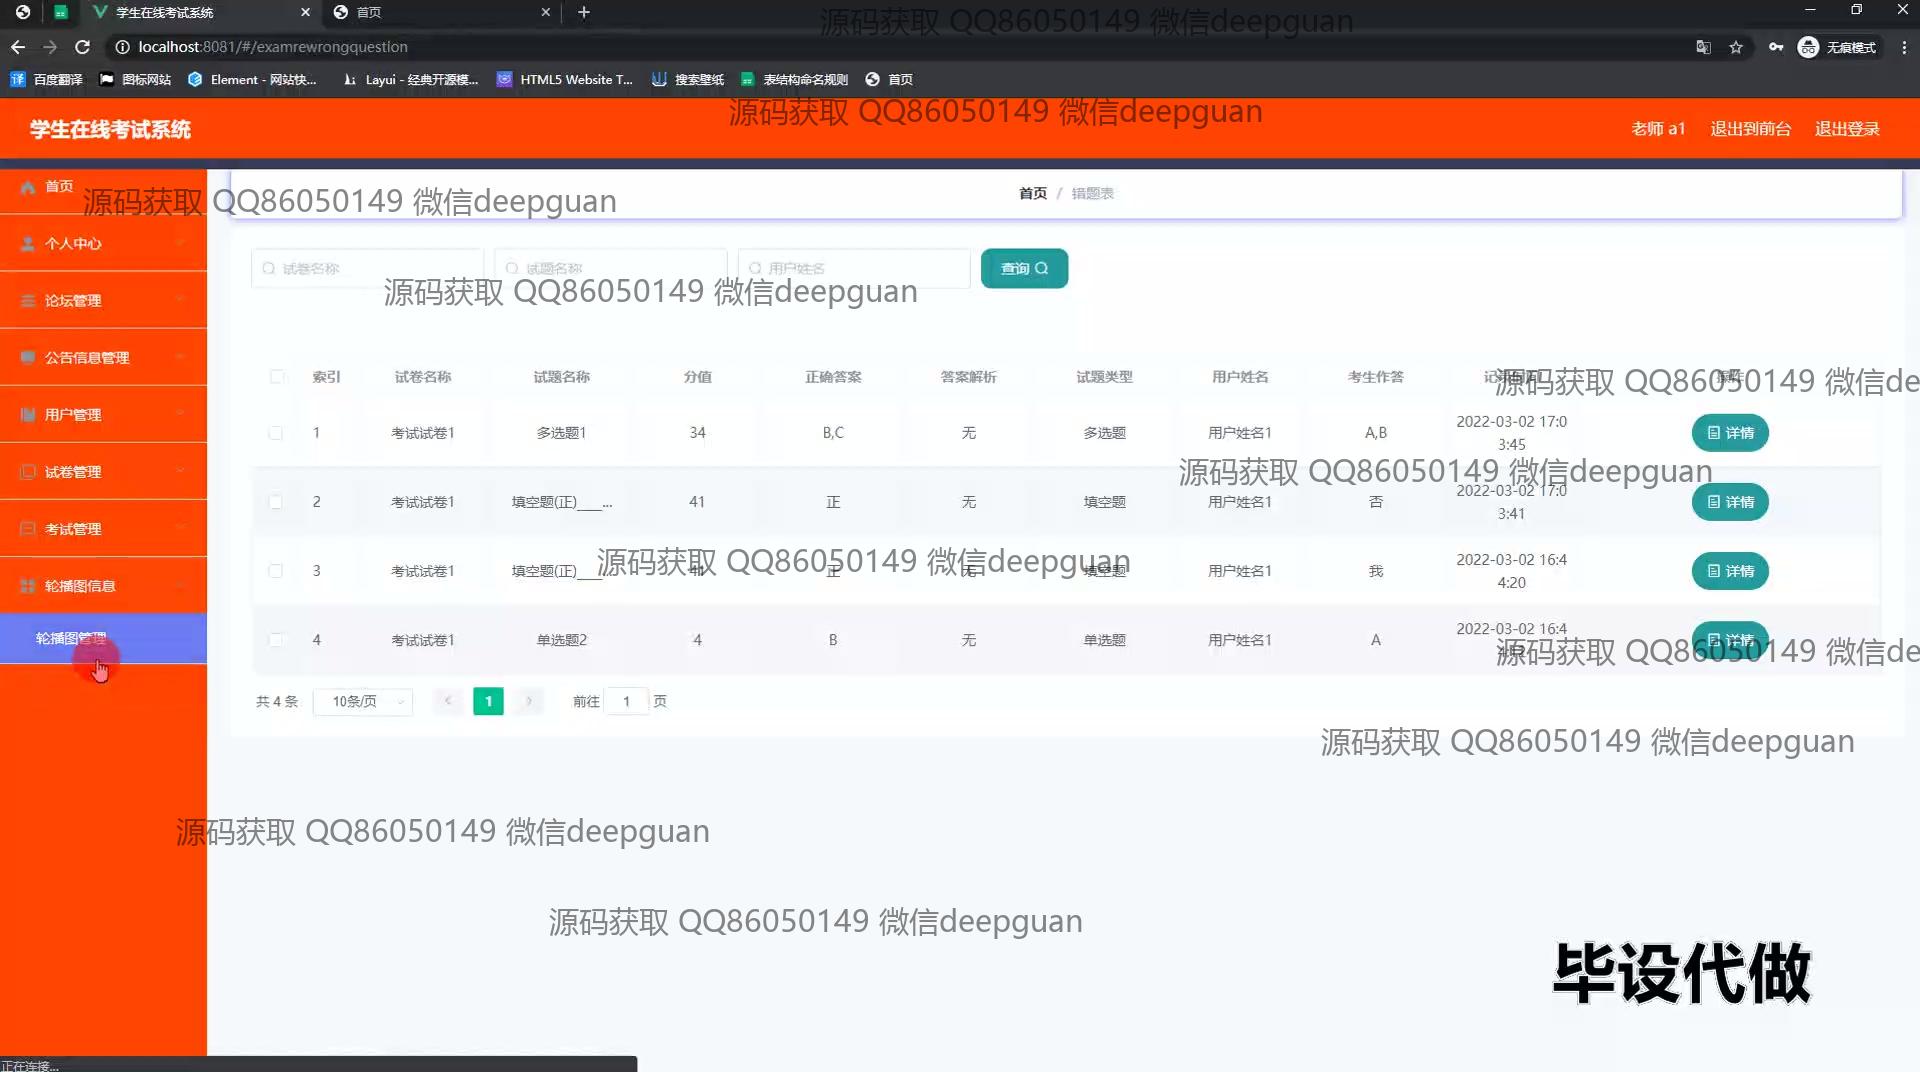 学生在线考试系统
首页
源码获取 QQ86050149 微信deepguan
localhost:8081/#/examrewrongquestion
无痕模式
百度翻译
图标网站
Element - 网站快...
Layui - 经典开源模...
HTML5 Website T...
搜索壁纸
表结构命名规则
首页
源码获取 QQ86050149 微信deepguan
学生在线考试系统
老师 a1
退出到前台
退出登录
首页
源码获取 QQ86050149 微信deepguan
首页 / 错题表
个人中心
试卷名称
试题名称
用户姓名
查询
源码获取 QQ86050149 微信deepguan
论坛管理
公告信息管理
用户管理
试卷管理
考试管理
轮播图信息
轮播图管理
索引 试卷名称 试题名称 分值 正确答案 答案解析 试题类型 用户姓名 考生作答
源码获取 QQ86050149 微信de
1 考试试卷1 多选题1 34 B,C 无 多选题 用户姓名1 A,B 2022-03-02 17:0
3:45
详情
源码获取 QQ86050149 微信deepguan
2 考试试卷1 填空题(正)____... 41 正 无 填空题 用户姓名1 否 2022-03-02 17:0
3:41
详情
源码获取 QQ86050149 微信deepguan
3 考试试卷1 填空题(正)____... 41 正 无 填空题 用户姓名1 我 2022-03-02 16:4
4:20
详情
4 考试试卷1 单选题2 4 B 无 单选题 用户姓名1 A 2022-03-02 16:4
详情
源码获取 QQ86050149 微信de
共 4 条
10条/页
1
前往 1 页
源码获取 QQ86050149 微信deepguan
源码获取 QQ86050149 微信deepguan
源码获取 QQ86050149 微信deepguan
毕设代做
正在连接...